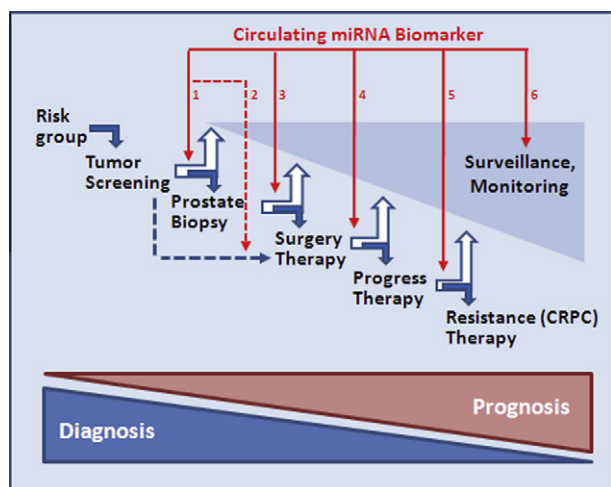 Circulating miRNA Biomarker
1 2 3 4 5 6
Risk
group
Tumor
Screening
Surveillance,
Monitoring
Prostate
Biopsy
Surgery
Therapy
Progress
Therapy
Resistance (CRPC)
Therapy
Prognosis
Diagnosis